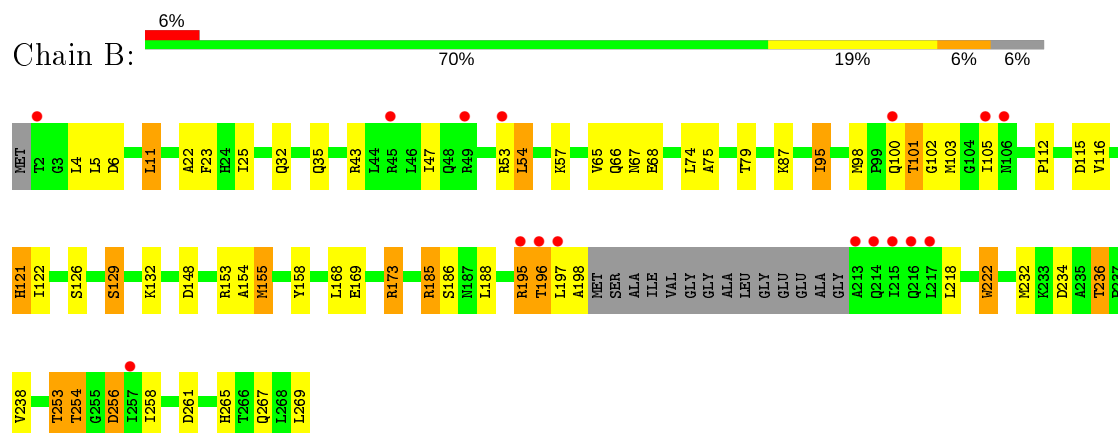 6%
Chain B:
70% 19% 6% 6%
MET T2 G3 L4 L5 D6 L11 A22 F23 H24 I25 Q32 Q35 R43 L44 R45 L46 I47 Q48 R49 R53 L54 K57 V65 Q66 N67 E68 L74 A75 T79 K87 I95 M98 P99 Q100 T101 G102 M103 G104 I105 N106 P112 D115 V116
H121 I122 S126 S129 K132 D148 R153 A154 M155 Y158 L168 E169 R173 R185 S186 N187 L188 R195 T196 L197 A198 MET SER ALA ILE VAL GLY GLY ALA LEU GLY GLU GLU ALA GLY A213 Q214 I215 Q216 L217 L218 W222 M232 K233 D234 A235 T236
V238 T253 T254 G255 D256 I257 I258 D261 H265 T266 Q267 L268 L269